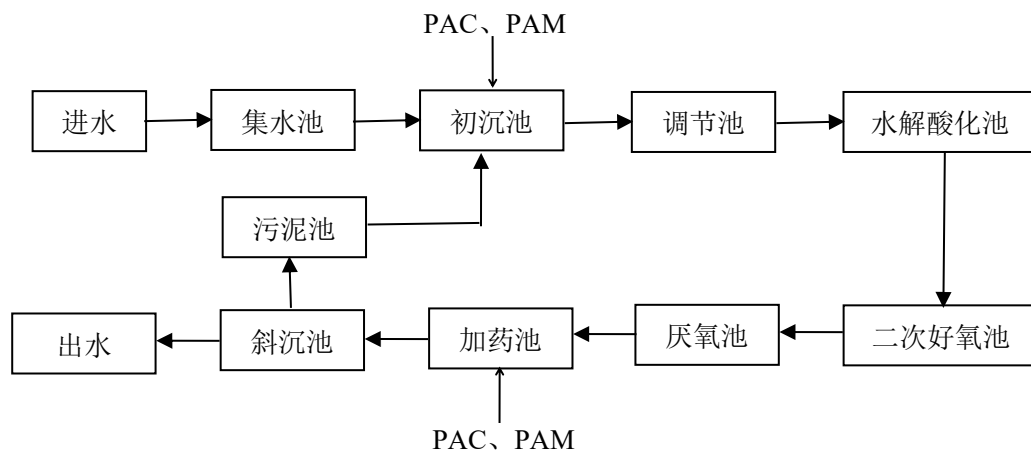 PAC、PAM
进水
集水池
初沉池
调节池
水解酸化池
污泥池
出水
斜沉池
加药池
厌氧池
二次好氧池
PAC、PAM